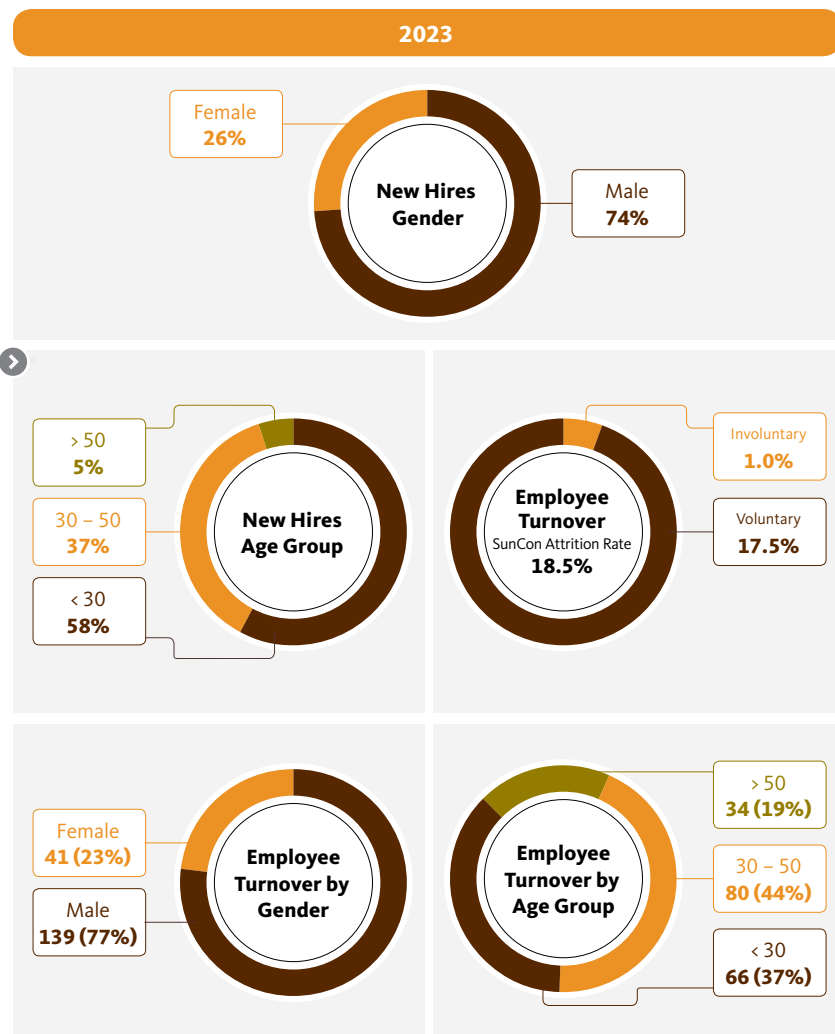 2023
Female
26%
New Hires
Gender
Male
74%
> 50
5%
30 – 50
37%
< 30
58%
New Hires
Age Group
Employee
Turnover
SunCon Attrition Rate
18.5%
Involuntary
1.0%
Voluntary
17.5%
Female
41 (23%)
Male
139 (77%)
Employee
Turnover by
Gender
Employee
Turnover by
Age Group
> 50
34 (19%)
30 – 50
80 (44%)
< 30
66 (37%)